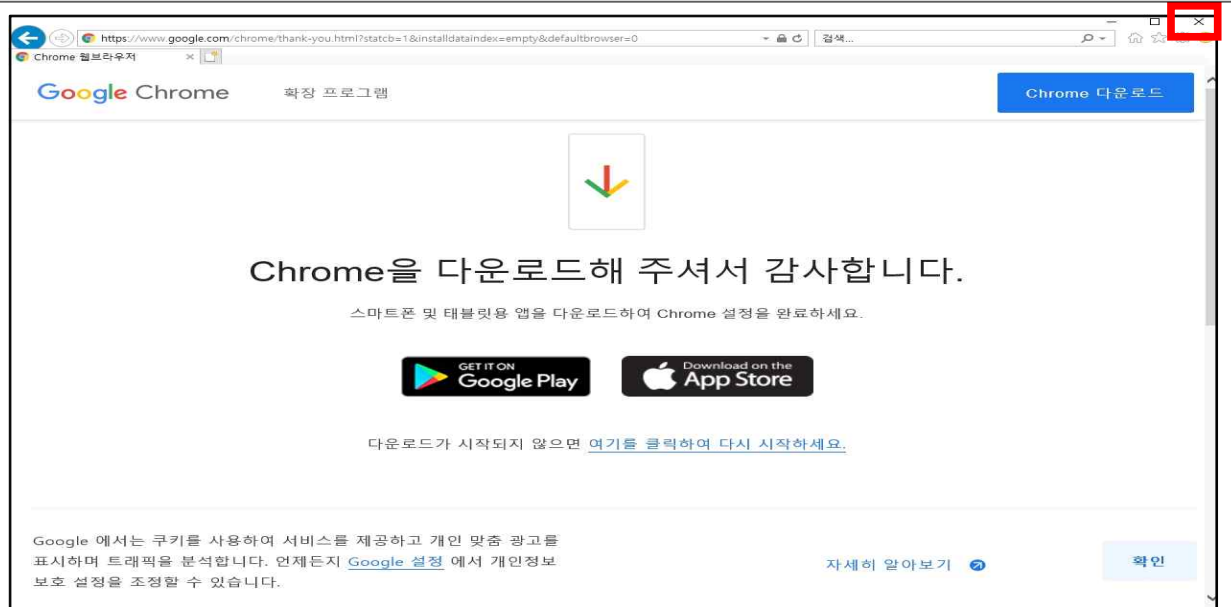 https://www.google.com/chrome/thank-you.html?statcb=1&installdataindex=empty&defaultbrowser=0
검색...
Chrome 웹브라우저
Google Chrome
확장 프로그램
Chrome 다운로드
Chrome을 다운로드해 주셔서 감사합니다.
스마트폰 및 태블릿용 앱을 다운로드하여 Chrome 설정을 완료하세요.
GET IT ON
Google Play
Download on the
App Store
다운로드가 시작되지 않으면 여기를 클릭하여 다시 시작하세요.
Google 에서는 쿠키를 사용하여 서비스를 제공하고 개인 맞춤 광고를
표시하며 트래픽을 분석합니다. 언제든지 Google 설정 에서 개인정보
보호 설정을 조정할 수 있습니다.
자세히 알아보기
확인